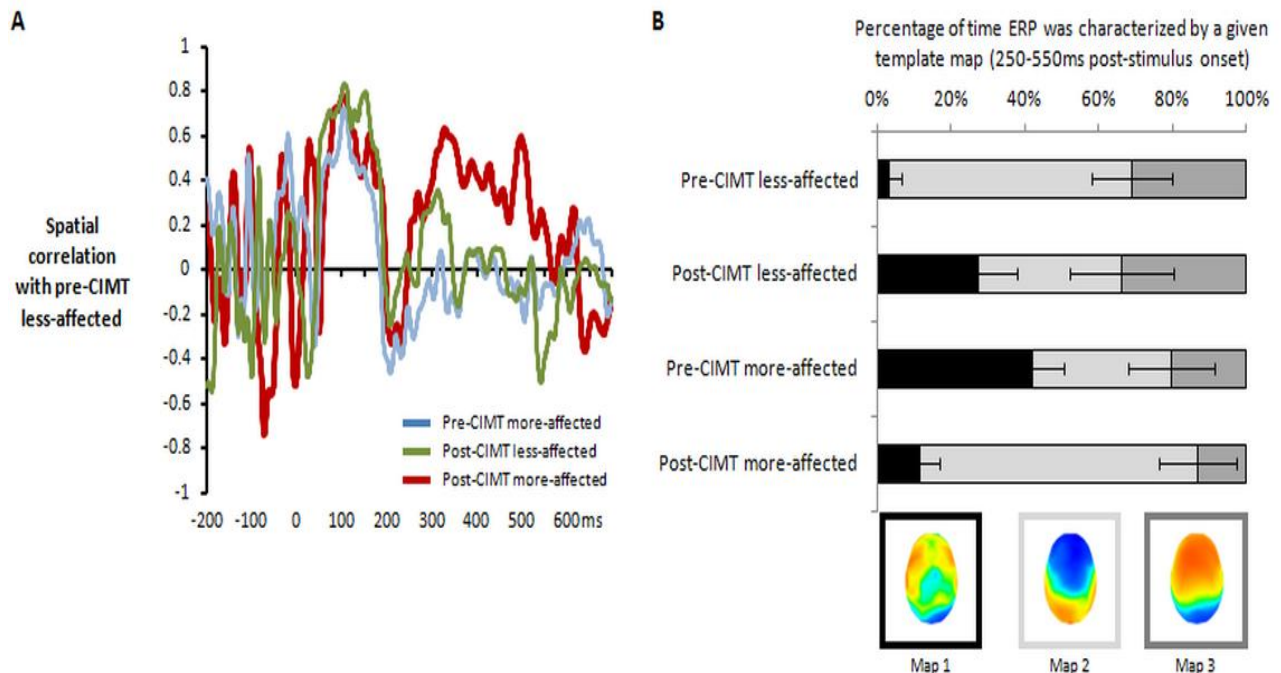 A
1
0.8
0.6
0.4
0.2
0
-0.2
-0.4
-0.6
-0.8
-1
Spatial
correlation
with pre-CIMT
less-affected
Pre-CIMT more-affected
Post-CIMT less-affected
Post-CIMT more-affected
-200 -100 0 100 200 300 400 500 600ms
B
Percentage of time ERP was characterized by a given
template map (250-550ms post-stimulus onset)
0% 20% 40% 60% 80% 100%
Pre-CIMT less-affected
Post-CIMT less-affected
Pre-CIMT more-affected
Post-CIMT more-affected
Map 1 Map 2 Map 3